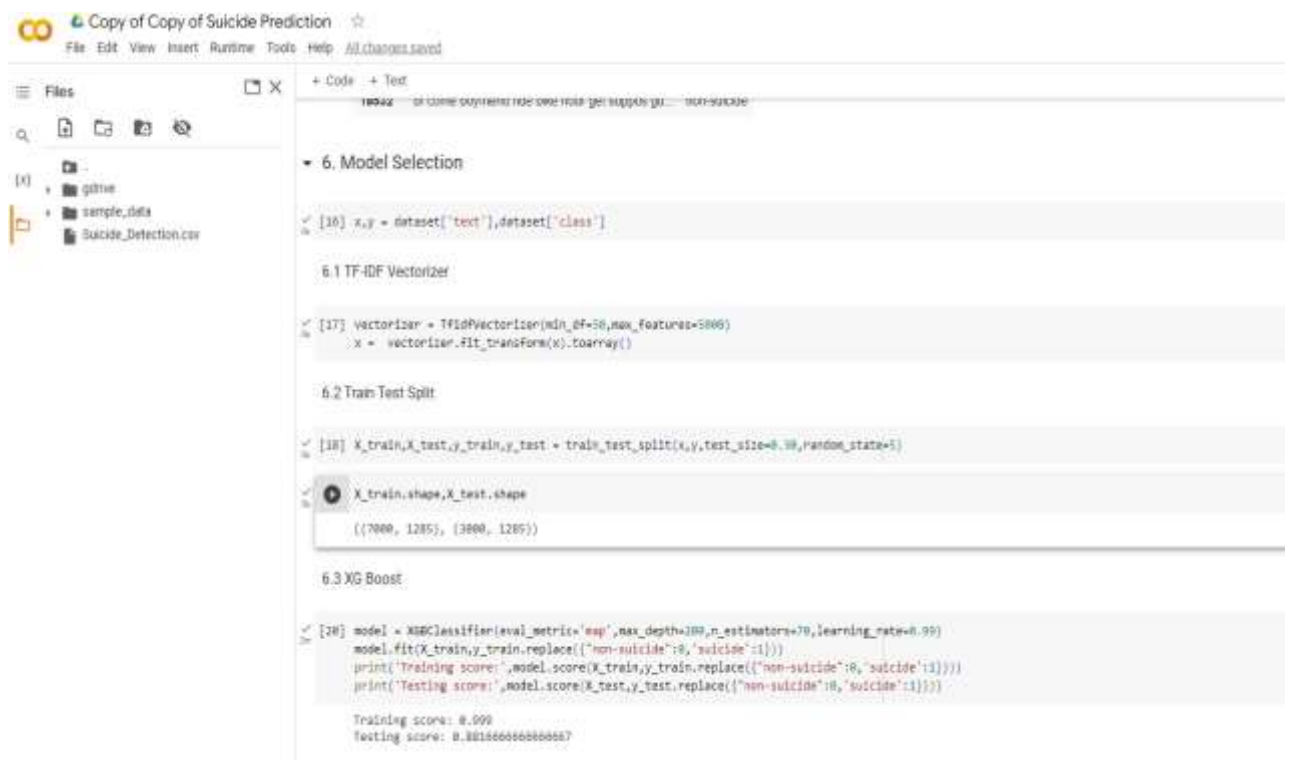 Copy of Copy of Suicide Prediction
File Edit View Insert Runtime Tools Help All changes saved
Files
+ Code + Text
non-suicide
6. Model Selection
gdrive
sample_data
[16] x,y = dataset['text'],dataset['class']
Suicide_Detection.csv
6.1 TF-IDF Vectorizer
[17] vectorizer = TfidfVectorizer(min_df=50,max_features=5000)
x = vectorizer.fit_transform(x).toarray()
6.2 Train Test Split
[18] X_train,X_test,y_train,y_test = train_test_split(x,y,test_size=0.30,random_state=5)
X_train.shape,X_test.shape
((7000, 1285), (3000, 1285))
6.3 XG Boost
[20] model = XGBClassifier(eval_metric='map',max_depth=200,n_estimators=70,learning_rate=0.99)
model.fit(X_train,y_train.replace({"non-suicide":0,'suicide':1}))
print('Training score:',model.score(X_train,y_train.replace({"non-suicide":0,'suicide':1})))
print('Testing score:',model.score(X_test,y_test.replace({"non-suicide":0,'suicide':1})))
Training score: 0.999
Testing score: 0.8816666666666667